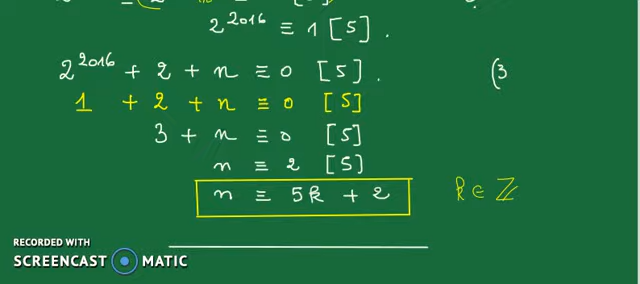 2^2016 ≡ 1 [5].
2^2016 + 2 + n ≡ 0 [5].
(3
1 + 2 + n ≡ 0 [5]
3 + n ≡ 0 [5]
n ≡ 2 [5]
n ≡ 5k + 2
k ∈ ℤ
RECORDED WITH
SCREENCAST MATIC